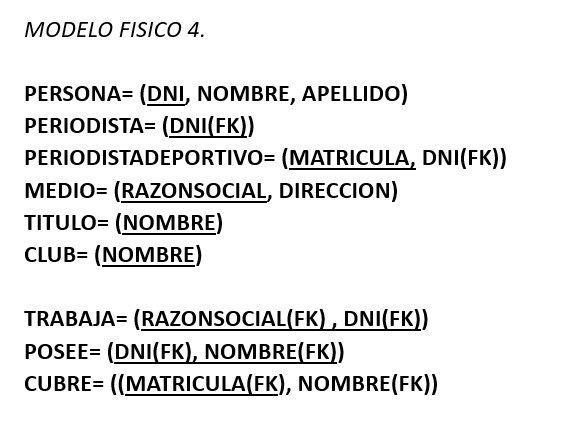 MODELO FISICO 4.
PERSONA= (DNI, NOMBRE, APELLIDO)
PERIODISTA= (DNI(FK))
PERIODISTADEPORTIVO= (MATRICULA, DNI(FK))
MEDIO= (RAZONSOCIAL, DIRECCION)
TITULO= (NOMBRE)
CLUB= (NOMBRE)
TRABAJA= (RAZONSOCIAL(FK) , DNI(FK))
POSEE= (DNI(FK), NOMBRE(FK))
CUBRE= ((MATRICULA(FK), NOMBRE(FK))